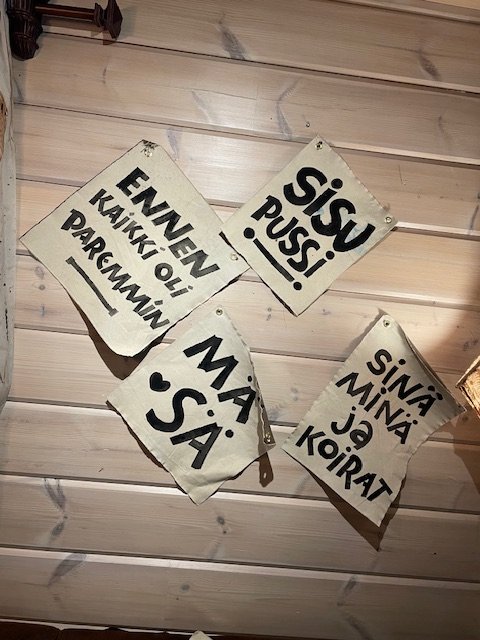 ENNEN
KAIKKI OLI
PAREMMIN
SISU
PUSSI
MÄ
♥ SÄ
SINÄ
MINÄ
ja
KOIRAT